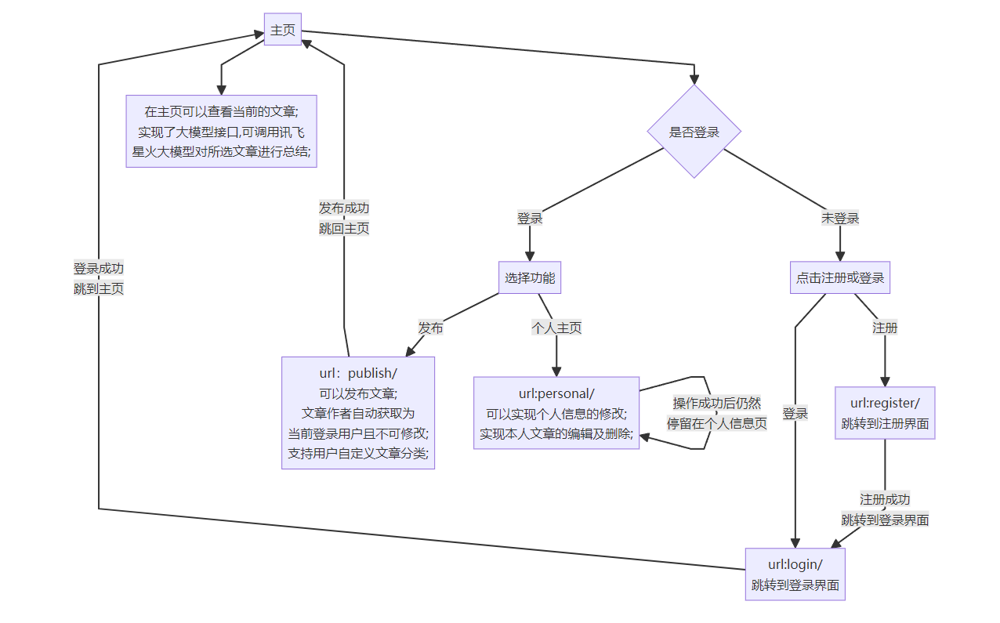 主页
在主页可以查看当前的文章;
实现了大模型接口,可调用讯飞
星火大模型对所选文章进行总结;
是否登录
发布成功
跳回主页
登录
未登录
登录成功
跳到主页
选择功能
点击注册或登录
发布
个人主页
注册
url：publish/
可以发布文章;
文章作者自动获取为
当前登录用户且不可修改;
支持用户自定义文章分类;
url:personal/
可以实现个人信息的修改;
实现本人文章的编辑及删除;
操作成功后仍然
停留在个人信息页
登录
url:register/
跳转到注册界面
注册成功
跳转到登录界面
url:login/
跳转到登录界面